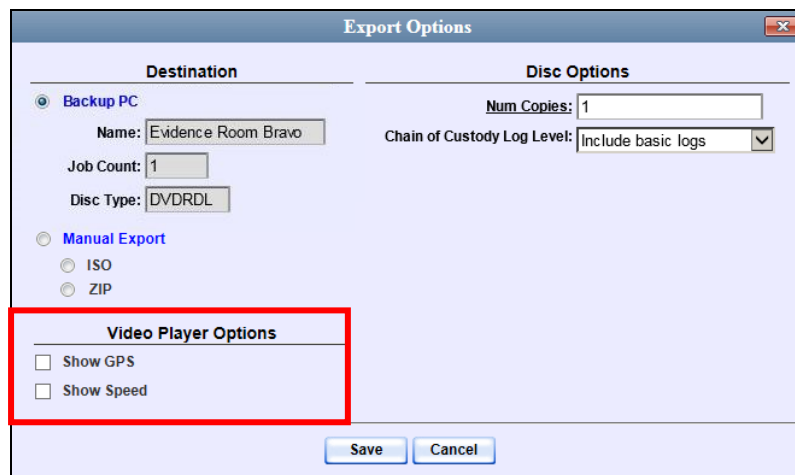 Export Options
Destination
Backup PC
Name: Evidence Room Bravo
Job Count: 1
Disc Type: DVDRDL
Manual Export
ISO
ZIP
Video Player Options
Show GPS
Show Speed
Disc Options
Num Copies: 1
Chain of Custody Log Level: Include basic logs
Save Cancel